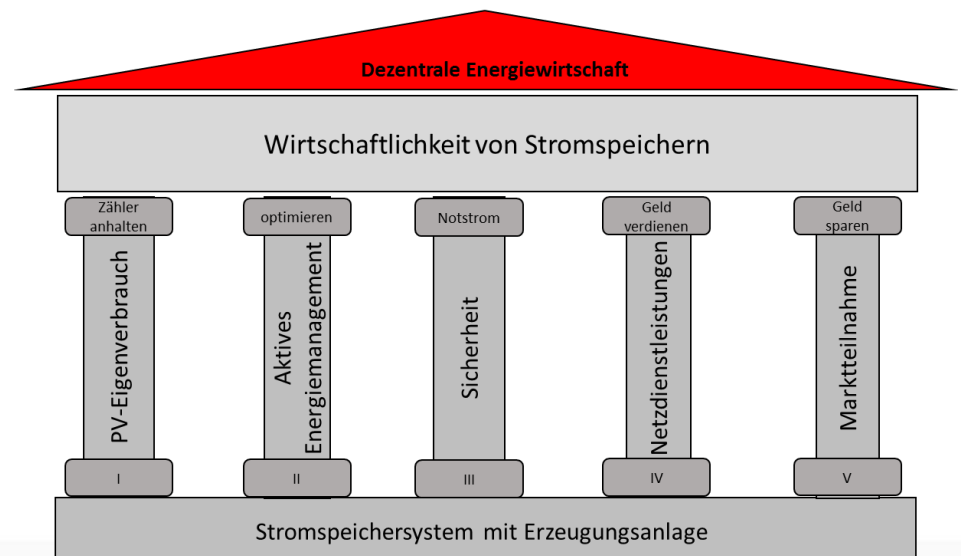 Dezentrale Energiewirtschaft
Wirtschaftlichkeit von Stromspeichern
Zähler
anhalten
optimieren
Notstrom
Geld
verdienen
Geld
sparen
PV-Eigenverbrauch
Aktives
Energiemanagement
Sicherheit
Netzdienstleistungen
Marktteilnahme
I
II
III
IV
V
Stromspeichersystem mit Erzeugungsanlage